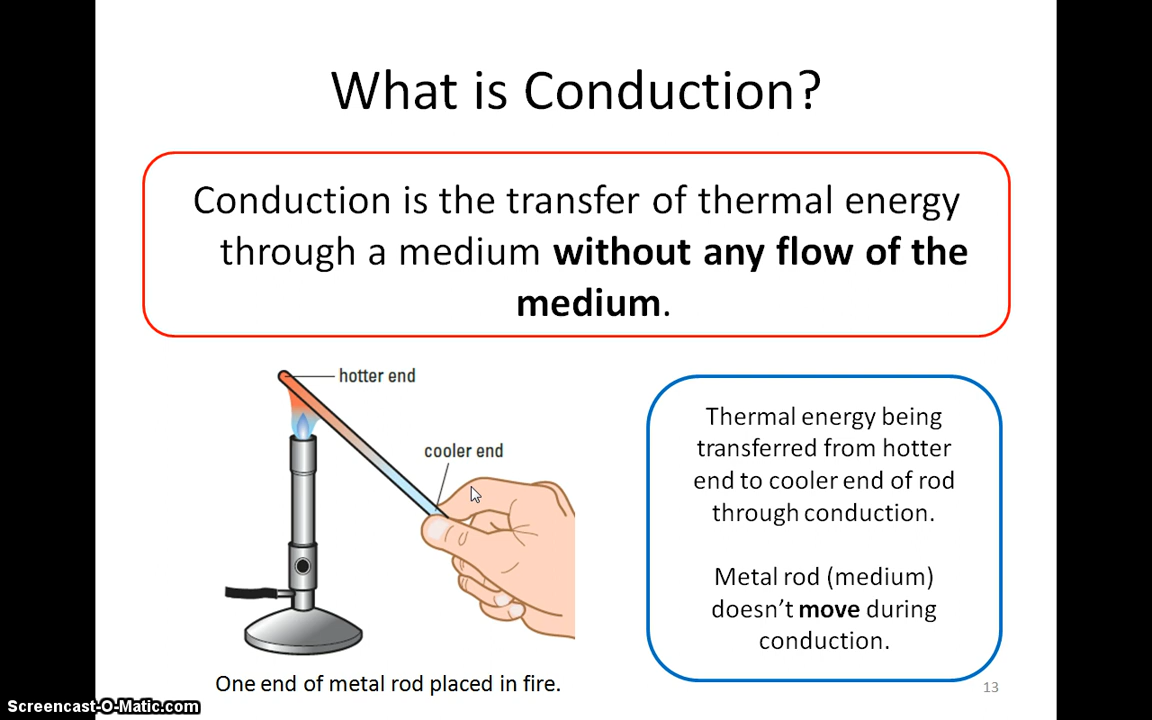 What is Conduction?
Conduction is the transfer of thermal energy
through a medium without any flow of the
medium.
hotter end
cooler end
One end of metal rod placed in fire.
Thermal energy being
transferred from hotter
end to cooler end of rod
through conduction.
Metal rod (medium)
doesn’t move during
conduction.
13
Screencast-O-Matic.com